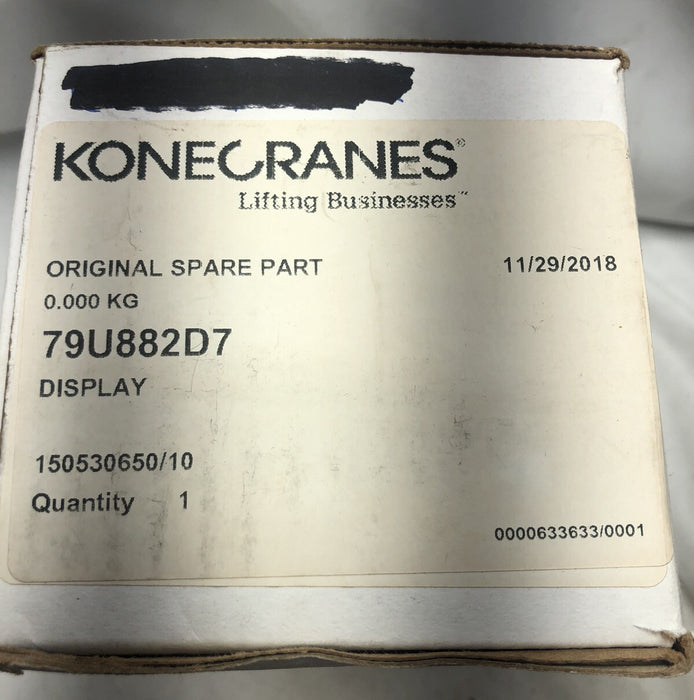 KONECRANES®
Lifting Businesses™
ORIGINAL SPARE PART 11/29/2018
0.000 KG
79U882D7
DISPLAY
150530650/10
Quantity 1
0000633633/0001